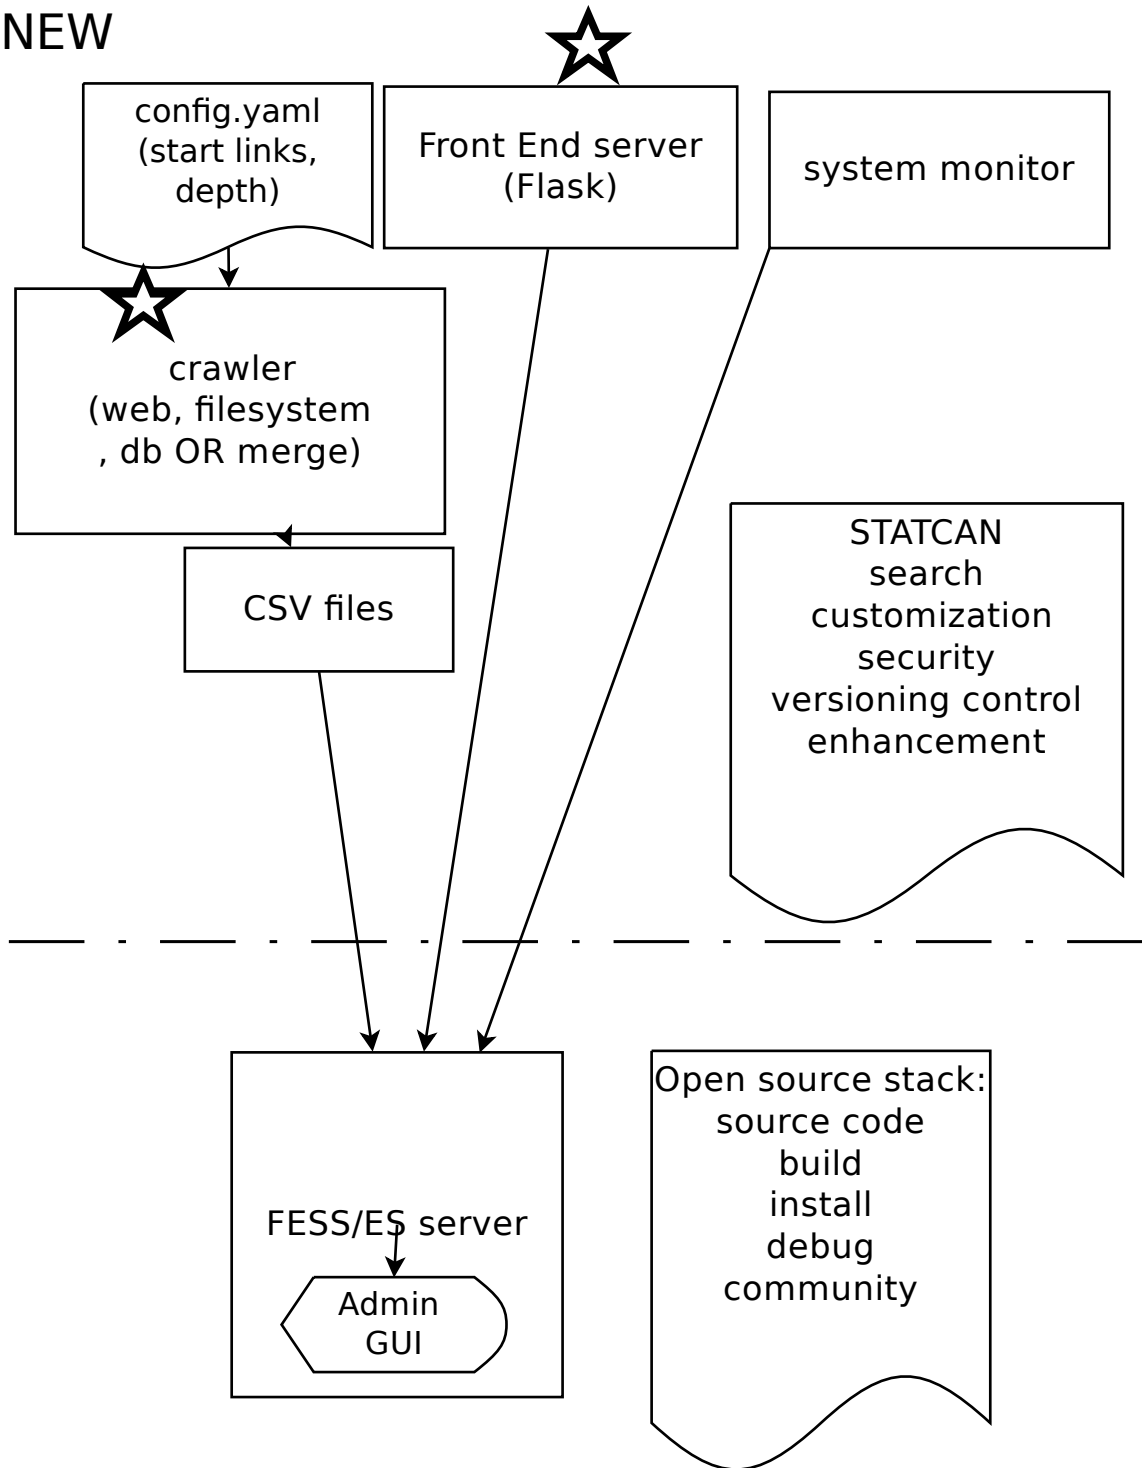 NEW
config.yaml
(start links,
depth)
Front End server
(Flask)
system monitor
crawler
(web, filesystem
, db OR merge)
CSV files
STATCAN
search
customization
security
versioning control
enhancement
FESS/ES server
Admin
GUI
Open source stack:
source code
build
install
debug
community